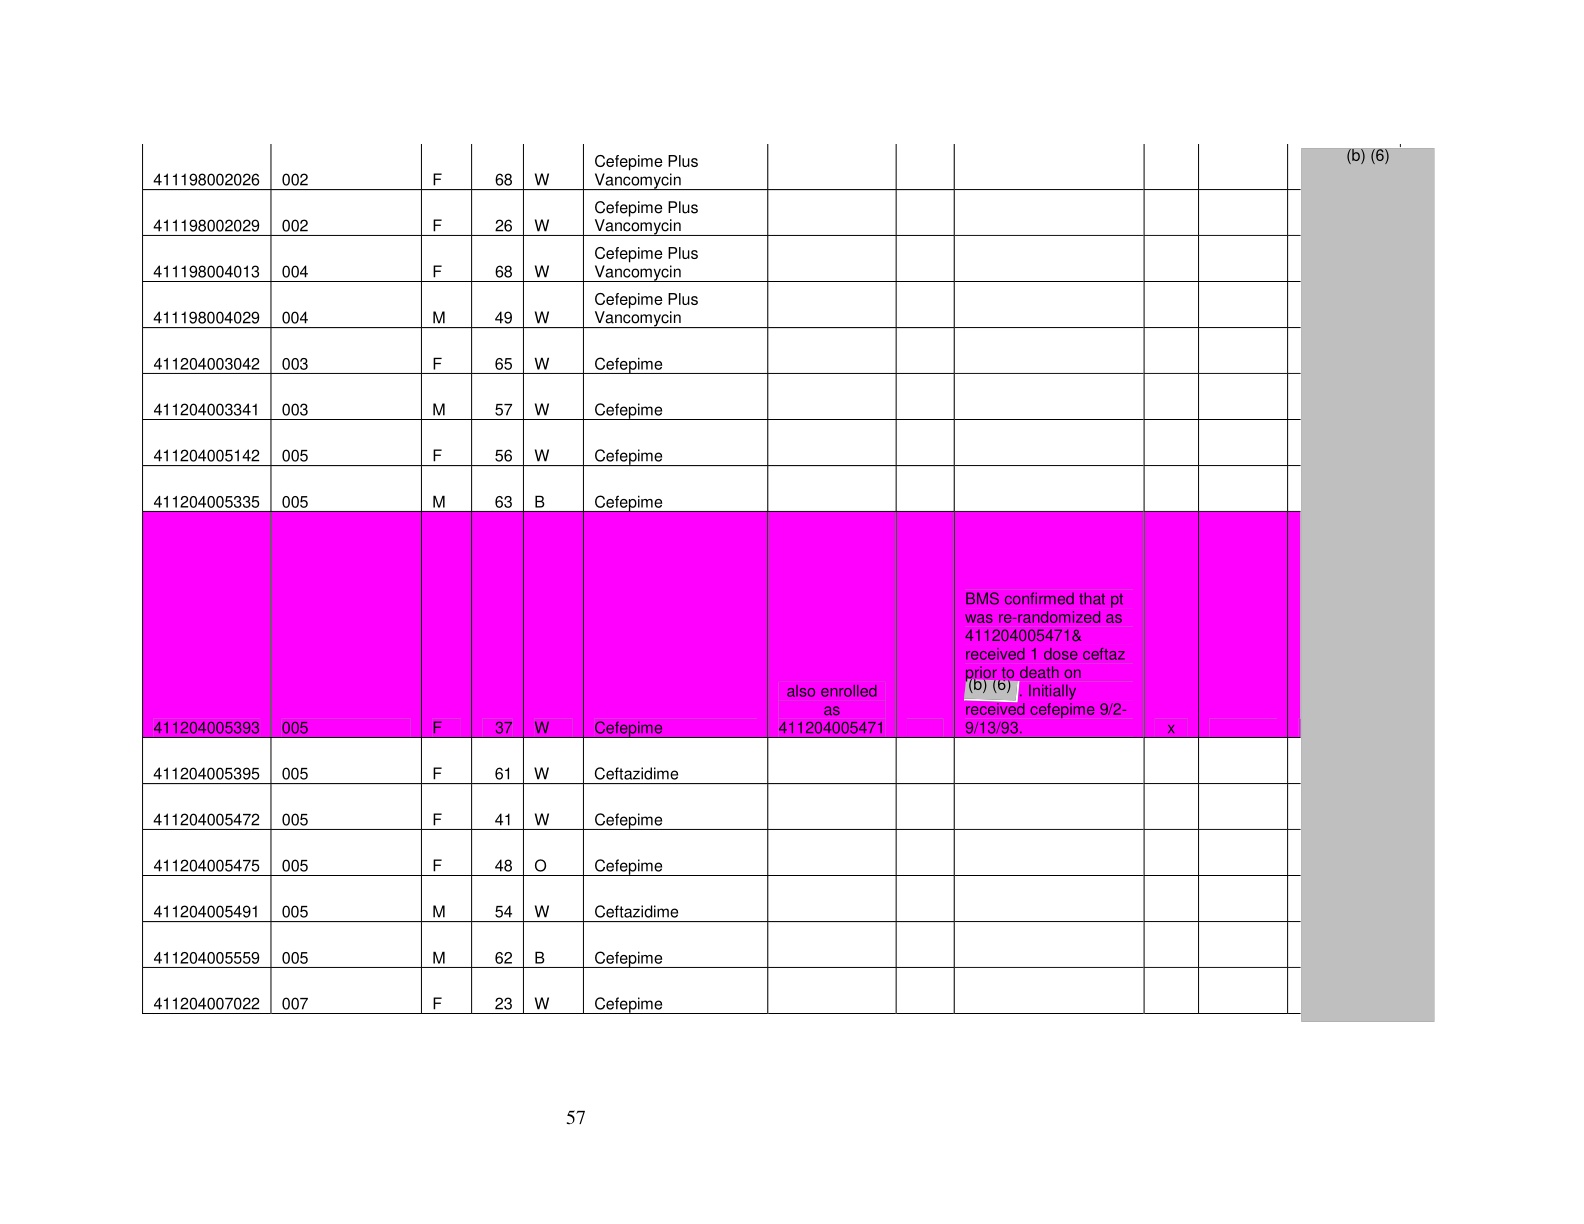 (b) (6)
Cefepime Plus
411198002026 002 F 68 W Vancomycin
Cefepime Plus
411198002029 002 F 26 W Vancomycin
Cefepime Plus
411198004013 004 F 68 W Vancomycin
Cefepime Plus
411198004029 004 M 49 W Vancomycin
411204003042 003 F 65 W Cefepime
411204003341 003 M 57 W Cefepime
411204005142 005 F 56 W Cefepime
411204005335 005 M 63 B Cefepime
BMS confirmed that pt
was re-randomized as
411204005471&
received 1 dose ceftaz
prior to death on
also enrolled (b) (6) . Initially
as received cefepime 9/2-
411204005393 005 F 37 W Cefepime 411204005471 9/13/93. x
411204005395 005 F 61 W Ceftazidime
411204005472 005 F 41 W Cefepime
411204005475 005 F 48 O Cefepime
411204005491 005 M 54 W Ceftazidime
411204005559 005 M 62 B Cefepime
411204007022 007 F 23 W Cefepime
57